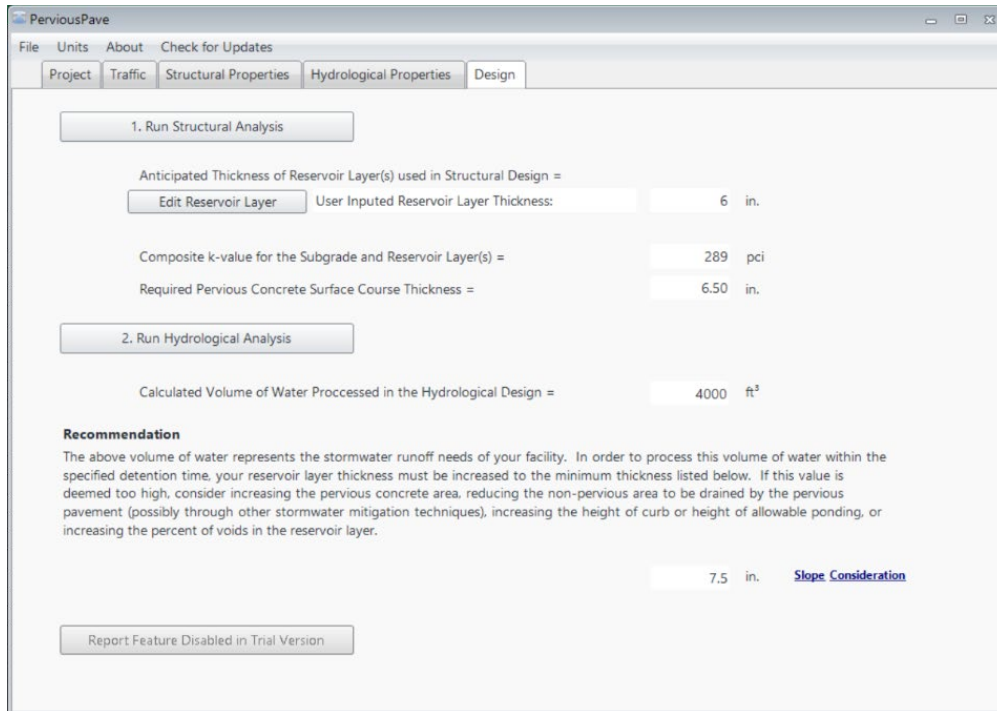 PerviousPave
File Units About Check for Updates
Project Traffic Structural Properties Hydrological Properties Design
1. Run Structural Analysis
Anticipated Thickness of Reservoir Layer(s) used in Structural Design =
Edit Reservoir Layer User Inputed Reservoir Layer Thickness: 6 in.
Composite k-value for the Subgrade and Reservoir Layer(s) = 289 pci
Required Pervious Concrete Surface Course Thickness = 6.50 in.
2. Run Hydrological Analysis
Calculated Volume of Water Proccessed in the Hydrological Design = 4000 ft³
Recommendation
The above volume of water represents the stormwater runoff needs of your facility. In order to process this volume of water within the
specified detention time, your reservoir layer thickness must be increased to the minimum thickness listed below. If this value is
deemed too high, consider increasing the pervious concrete area, reducing the non-pervious area to be drained by the pervious
pavement (possibly through other stormwater mitigation techniques), increasing the height of curb or height of allowable ponding, or
increasing the percent of voids in the reservoir layer.
7.5 in. Slope Consideration
Report Feature Disabled in Trial Version